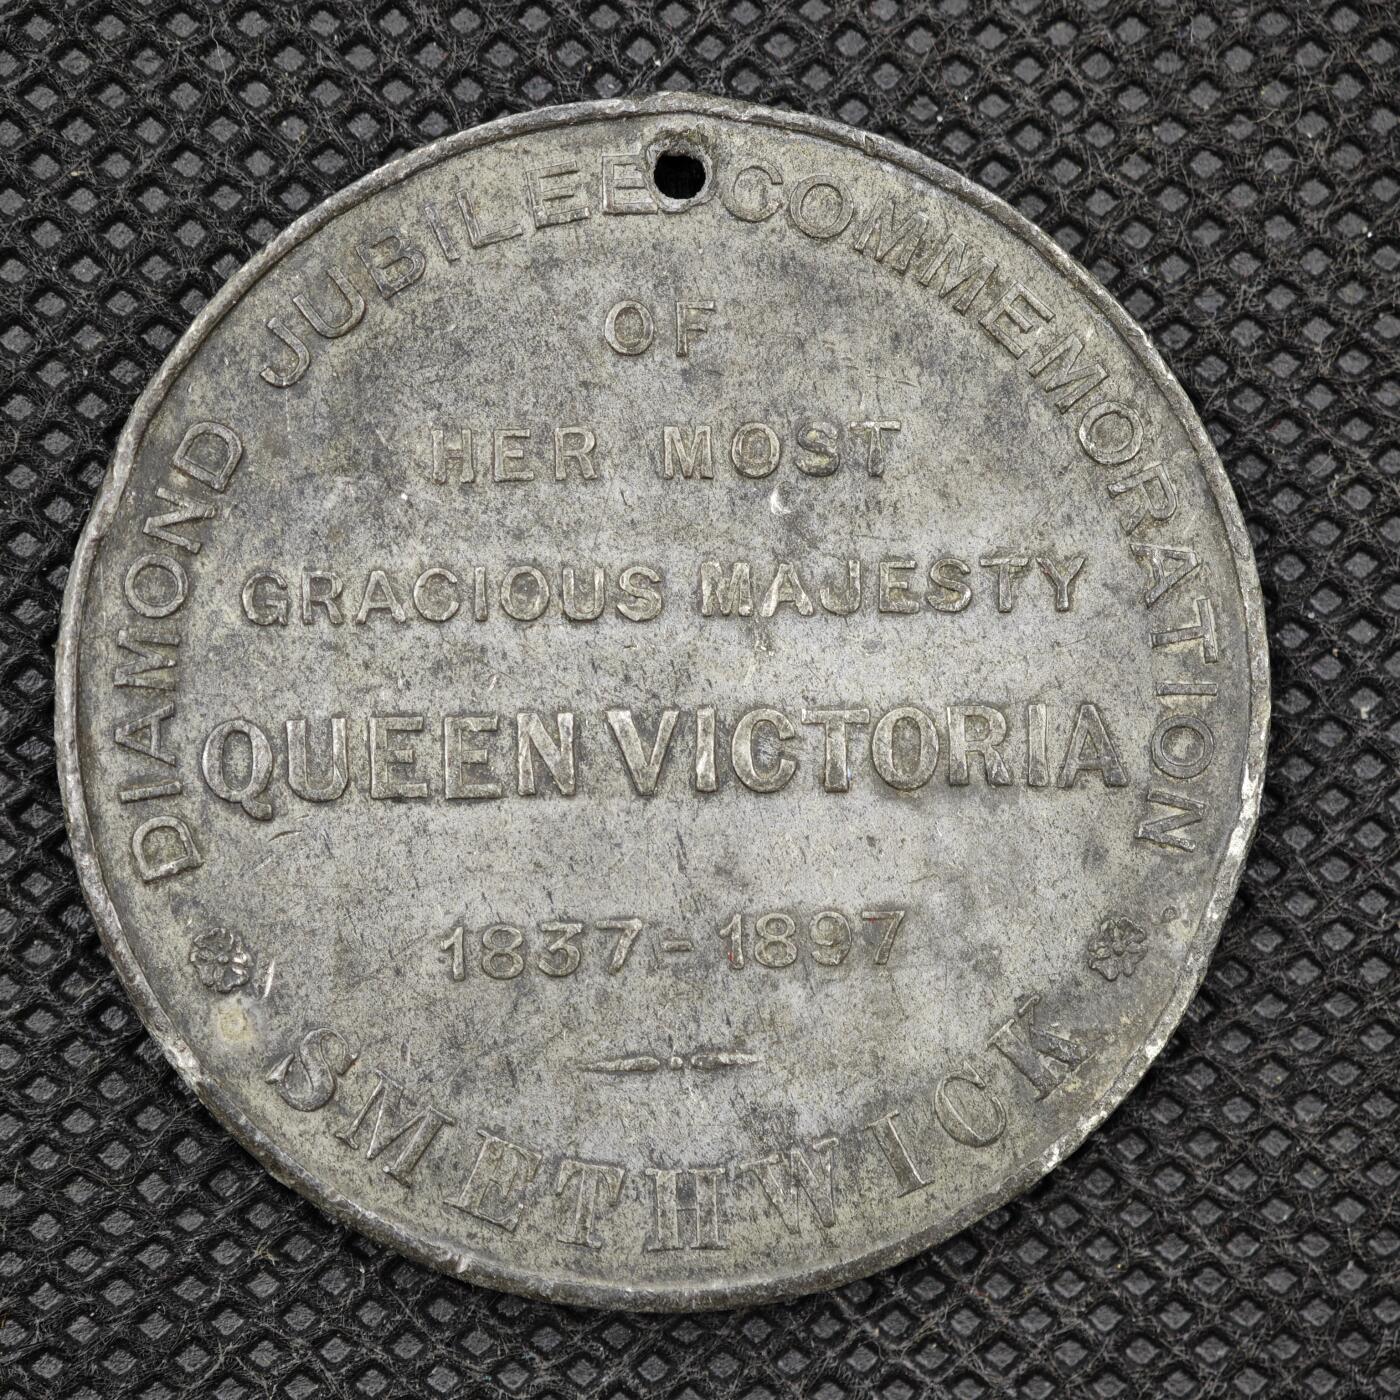 DIAMOND JUBILEE COMMEMORATION
OF
HER MOST
GRACIOUS MAJESTY
QUEEN VICTORIA
1837-1897
SMETHWICK